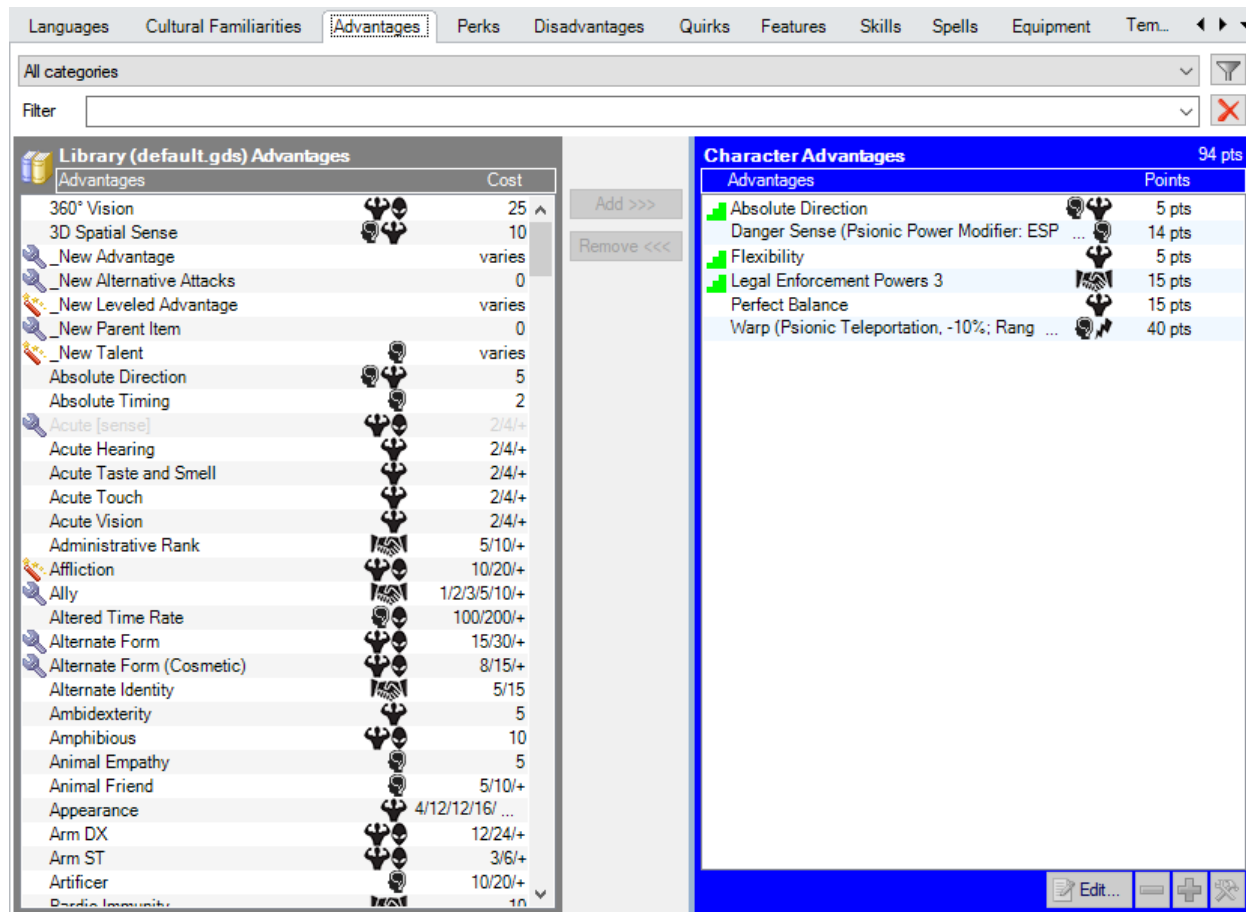 Languages Cultural Familiarities Advantages Perks Disadvantages Quirks Features Skills Spells Equipment Tem...
All categories
Filter
Library (default.gds) Advantages
Advantages Cost
360° Vision 25
3D Spatial Sense 10
_New Advantage varies
_New Alternative Attacks 0
_New Leveled Advantage varies
_New Parent Item 0
_New Talent varies
Absolute Direction 5
Absolute Timing 2
Acute [sense] 2/4/+
Acute Hearing 2/4/+
Acute Taste and Smell 2/4/+
Acute Touch 2/4/+
Acute Vision 2/4/+
Administrative Rank 5/10/+
Affliction 10/20/+
Ally 1/2/3/5/10/+
Altered Time Rate 100/200/+
Alternate Form 15/30/+
Alternate Form (Cosmetic) 8/15/+
Alternate Identity 5/15
Ambidexterity 5
Amphibious 10
Animal Empathy 5
Animal Friend 5/10/+
Appearance 4/12/12/16/ ...
Arm DX 12/24/+
Arm ST 3/6/+
Artificer 10/20/+
Bardic Immunity 10
Add >>>
Remove <<<
Character Advantages 94 pts
Advantages Points
Absolute Direction 5 pts
Danger Sense (Psionic Power Modifier: ESP ... 14 pts
Flexibility 5 pts
Legal Enforcement Powers 3 15 pts
Perfect Balance 15 pts
Warp (Psionic Teleportation, -10%; Rang ... 40 pts
Edit...